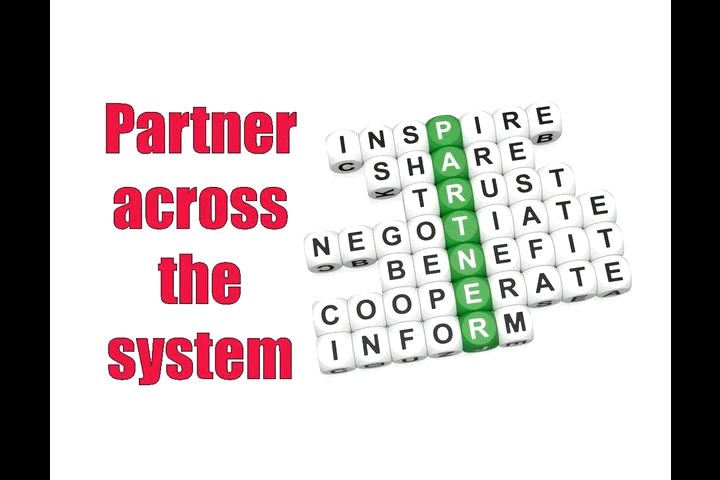 Partner
across
the
system
INSPIRE
SHARE
TRUST
NEGOTIATE
BENEFIT
COOPERATE
INFORM